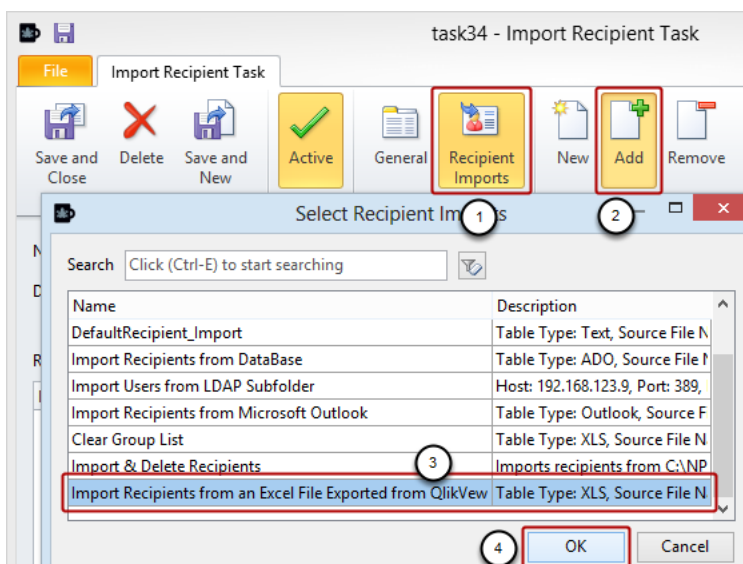 task34 - Import Recipient Task
File Import Recipient Task
Save and Close Delete Save and New Active General Recipient Imports New Add Remove
1 2
Select Recipient Im s
Search Click (Ctrl-E) to start searching
Name Description
DefaultRecipient_Import Table Type: Text, Source File N
Import Recipients from DataBase Table Type: ADO, Source File N
Import Users from LDAP Subfolder Host: 192.168.123.9, Port: 389,
Import Recipients from Microsoft Outlook Table Type: Outlook, Source F
Clear Group List Table Type: XLS, Source File N
Import & Delete Recipients 3 Imports recipients from C:\NP
Import Recipients from an Excel File Exported from QlikVew Table Type: XLS, Source File N
4 OK Cancel